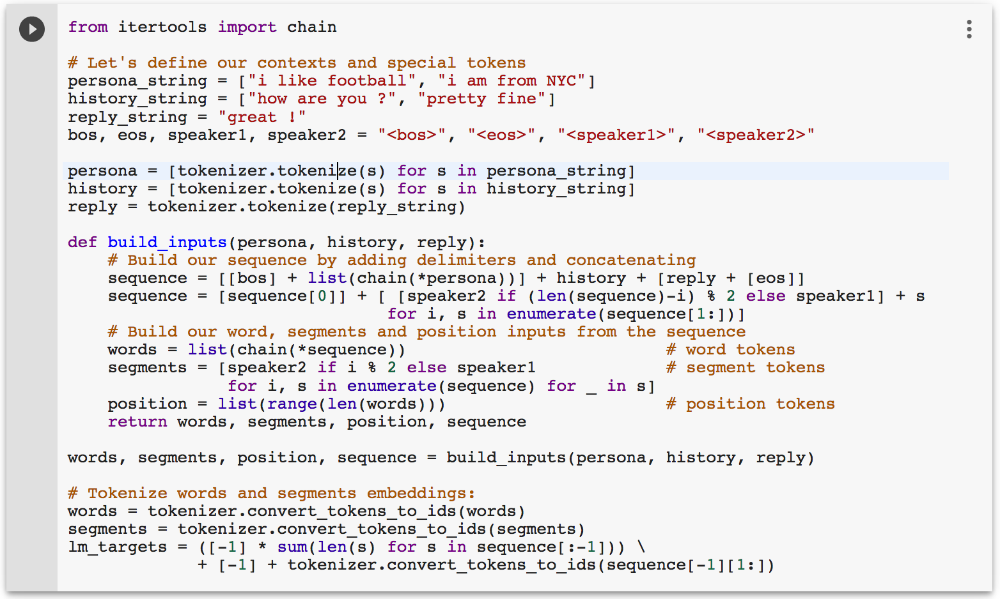 from itertools import chain

# Let's define our contexts and special tokens
persona_string = ["i like football", "i am from NYC"]
history_string = ["how are you ?", "pretty fine"]
reply_string = "great !"
bos, eos, speaker1, speaker2 = "<bos>", "<eos>", "<speaker1>", "<speaker2>"

persona = [tokenizer.tokenize(s) for s in persona_string]
history = [tokenizer.tokenize(s) for s in history_string]
reply = tokenizer.tokenize(reply_string)

def build_inputs(persona, history, reply):
    # Build our sequence by adding delimiters and concatenating
    sequence = [[bos] + list(chain(*persona))] + history + [reply + [eos]]
    sequence = [sequence[0]] + [ [speaker2 if (len(sequence)-i) % 2 else speaker1] + s
                                for i, s in enumerate(sequence[1:])]
    # Build our word, segments and position inputs from the sequence
    words = list(chain(*sequence))                          # word tokens
    segments = [speaker2 if i % 2 else speaker1             # segment tokens
                for i, s in enumerate(sequence) for _ in s]
    position = list(range(len(words)))                      # position tokens
    return words, segments, position, sequence

words, segments, position, sequence = build_inputs(persona, history, reply)

# Tokenize words and segments embeddings:
words = tokenizer.convert_tokens_to_ids(words)
segments = tokenizer.convert_tokens_to_ids(segments)
lm_targets = ([-1] * sum(len(s) for s in sequence[:-1])) \
             + [-1] + tokenizer.convert_tokens_to_ids(sequence[-1][1:])